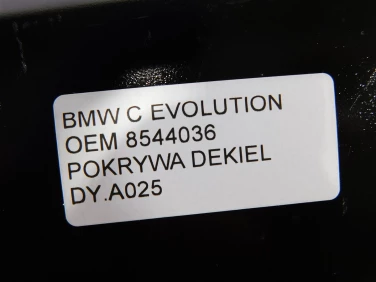 BMW C EVOLUTION
OEM 8544036
POKRYWA DEKIEL
DY.A025